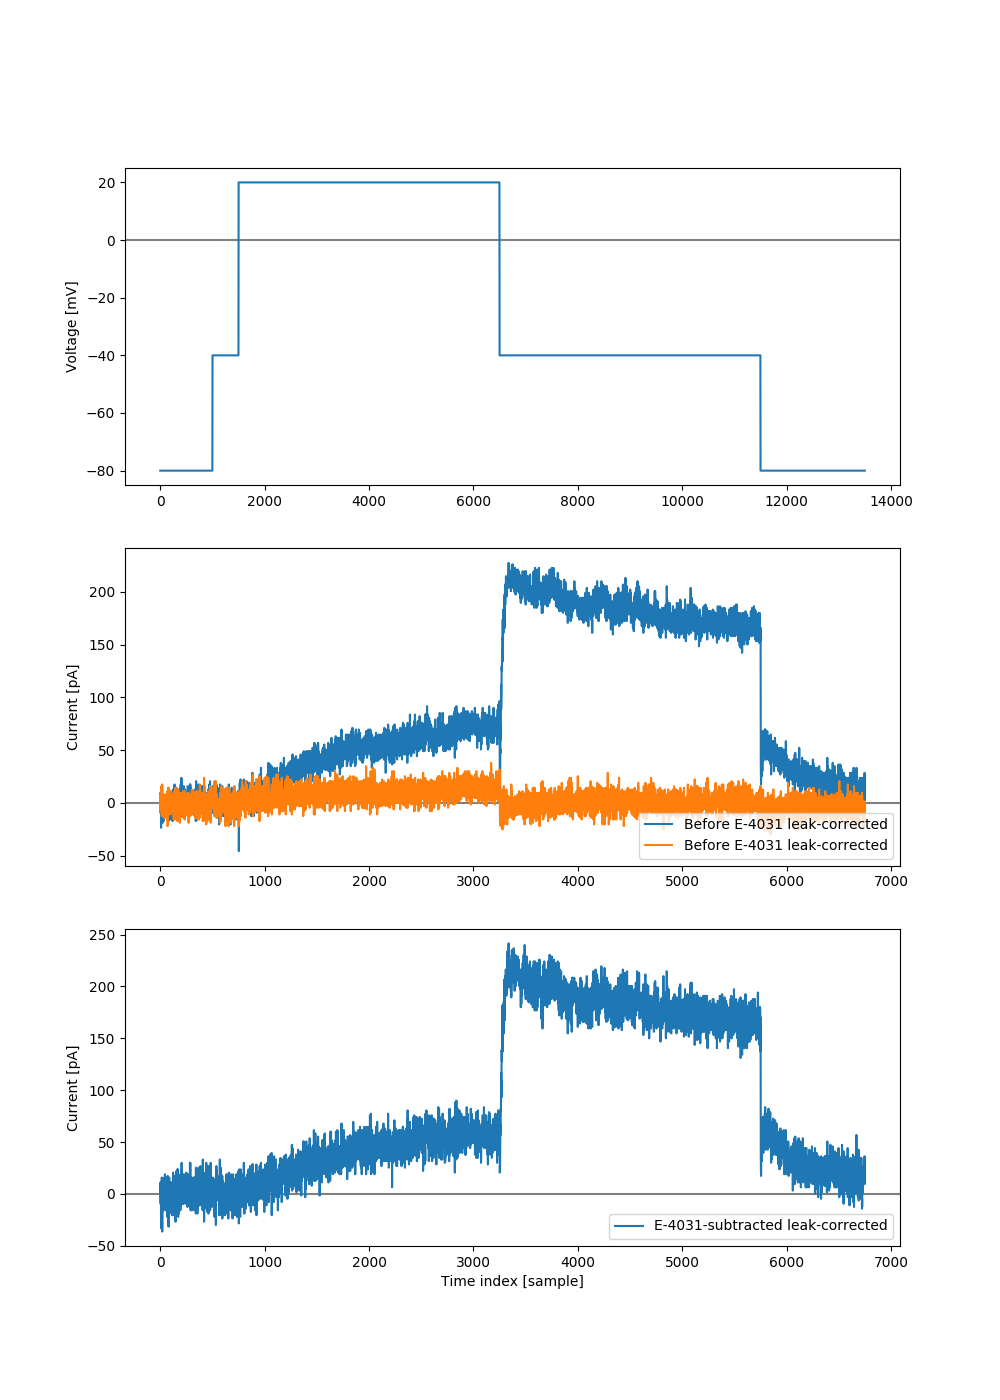 20
0
−20
−40
−60
−80
Voltage [mV]
0 2000 4000 6000 8000 10000 12000 14000
200
150
100
50
0
−50
Current [pA]
Before E-4031 leak-corrected
Before E-4031 leak-corrected
0 1000 2000 3000 4000 5000 6000 7000
250
200
150
100
50
0
−50
Current [pA]
E-4031-subtracted leak-corrected
0 1000 2000 3000 4000 5000 6000 7000
Time index [sample]